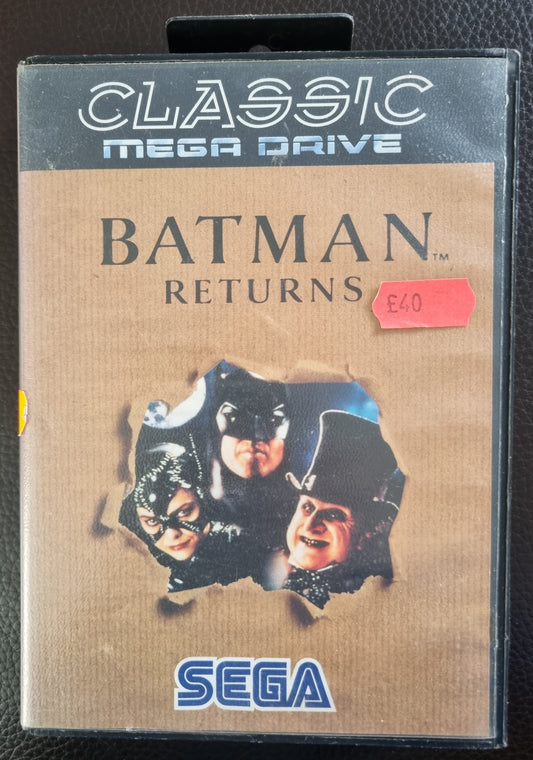 CLASSIC
MEGA DRIVE
BATMAN™
RETURNS
£40
SEGA